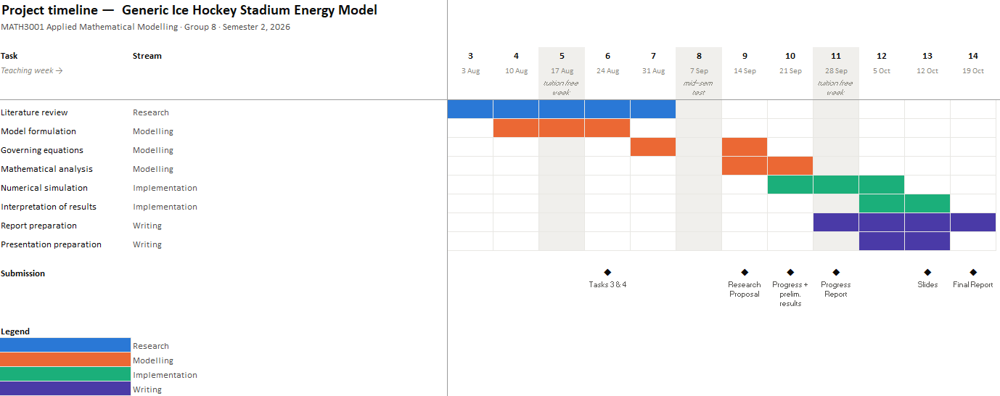 Project timeline — Generic Ice Hockey Stadium Energy Model
MATH3001 Applied Mathematical Modelling · Group 8 · Semester 2, 2026
Task Stream 3 4 5 6 7 8 9 10 11 12 13 14
Teaching week → 3 Aug 10 Aug 17 Aug 24 Aug 31 Aug 7 Sep 14 Sep 21 Sep 28 Sep 5 Oct 12 Oct 19 Oct
tuition free mid-sem tuition free
week test week
Literature review Research
Model formulation Modelling
Governing equations Modelling
Mathematical analysis Modelling
Numerical simulation Implementation
Interpretation of results Implementation
Report preparation Writing
Presentation preparation Writing
Submission ◆ ◆ ◆ ◆ ◆ ◆
Tasks 3 & 4 Research Progress + Progress Slides Final Report
Proposal prelim. Report
results
Legend
Research
Modelling
Implementation
Writing